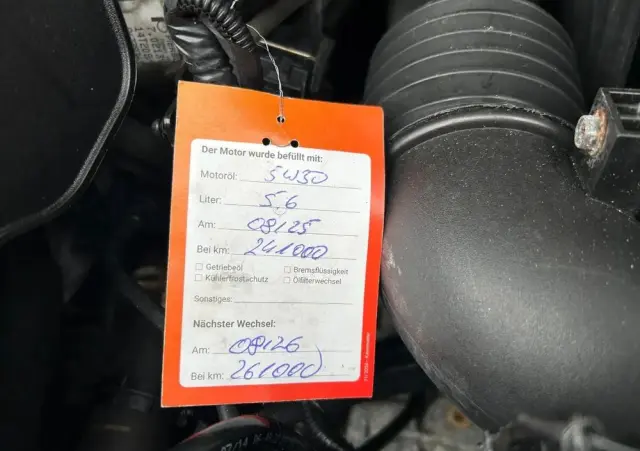 Der Motor wurde befüllt mit:
Motoröl: 5W30
Liter: 5.6
Am: 08/25
Bei km: 241000
Getriebeöl Bremsflüssigkeit
Kühlerfrostschutz Ölfilterwechsel
Sonstiges:
Nächster Wechsel:
Am: 08/26
Bei km: 261000